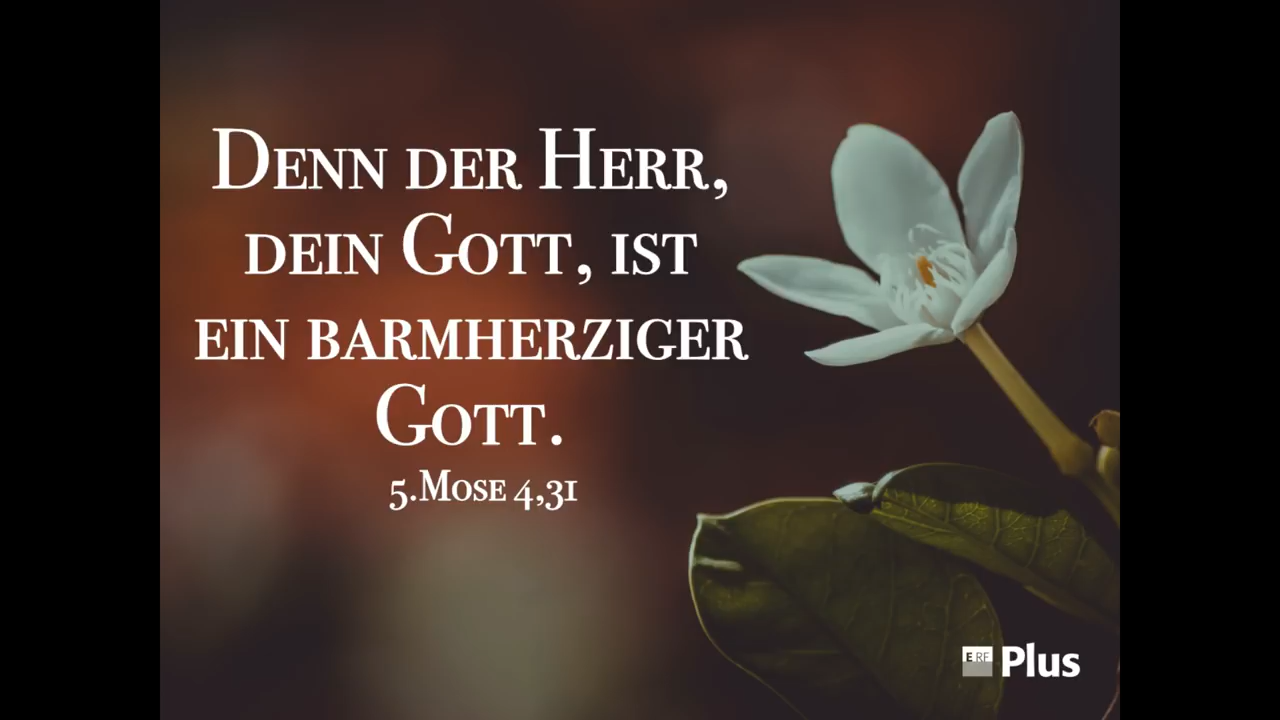 Denn der Herr,
dein Gott, ist
ein barmherziger
Gott.
5.Mose 4,31
ERF Plus